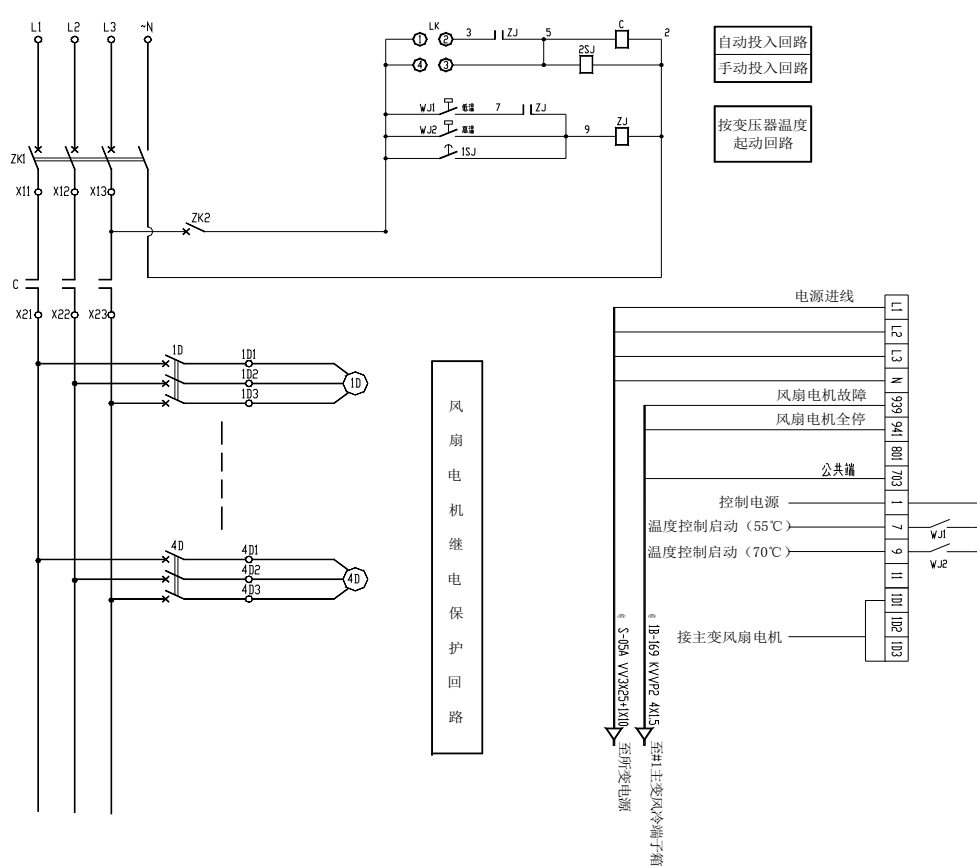 L1 L2 L3 ~N
ZK1
X11 X12 X13
ZK2
C
X21 X22 X23
LK
1 2 3 ZJ 5 C 2
4 3 2SJ
WJ1 低温 7 ZJ
WJ2 高温 9 ZJ
1SJ
自动投入回路
手动投入回路
按变压器温度
起动回路
1D 1D1
1D2 1D
1D3
4D 4D1
4D2 4D
4D3
风扇电机继电保护回路
电源进线 L1
L2
L3
N
风扇电机故障 939
风扇电机全停 941
801
公共端 703
控制电源 1
温度控制启动（55℃） 7 WJ1
温度控制启动（70℃） 9 WJ2
11
1D1
接主变风扇电机 1D2
1D3
S-05A VV3X25+1X10
至所变电源
1B-169 KVVP2 4X1.5
至#1主变风冷端子箱